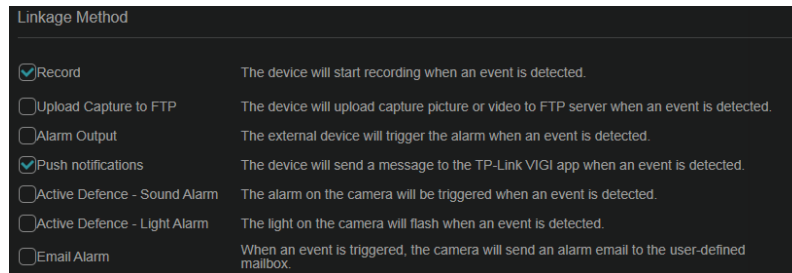 Linkage Method
Record The device will start recording when an event is detected.
Upload Capture to FTP The device will upload capture picture or video to FTP server when an event is detected.
Alarm Output The external device will trigger the alarm when an event is detected.
Push notifications The device will send a message to the TP-Link VIGI app when an event is detected.
Active Defence - Sound Alarm The alarm on the camera will be triggered when an event is detected.
Active Defence - Light Alarm The light on the camera will flash when an event is detected.
Email Alarm When an event is triggered, the camera will send an alarm email to the user-defined
mailbox.